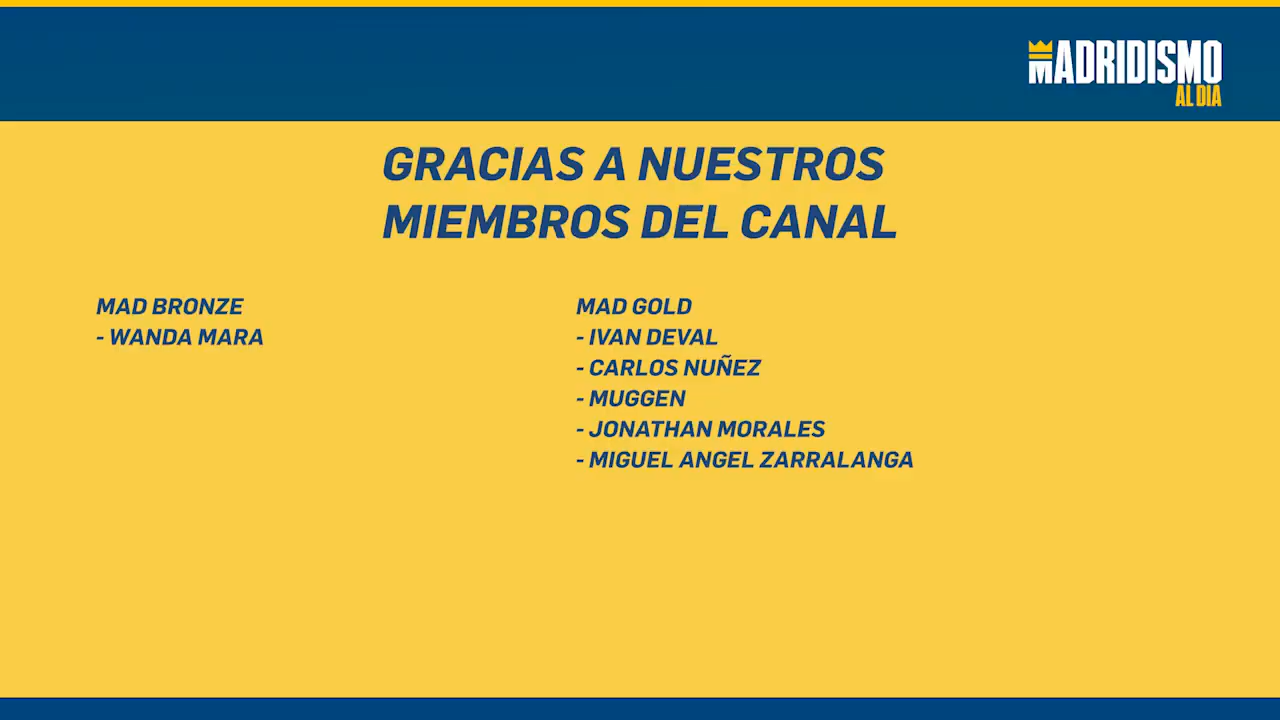 MADRIDISMO
AL DIA
GRACIAS A NUESTROS
MIEMBROS DEL CANAL
MAD BRONZE
- WANDA MARA
MAD GOLD
- IVAN DEVAL
- CARLOS NUÑEZ
- MUGGEN
- JONATHAN MORALES
- MIGUEL ANGEL ZARRALANGA